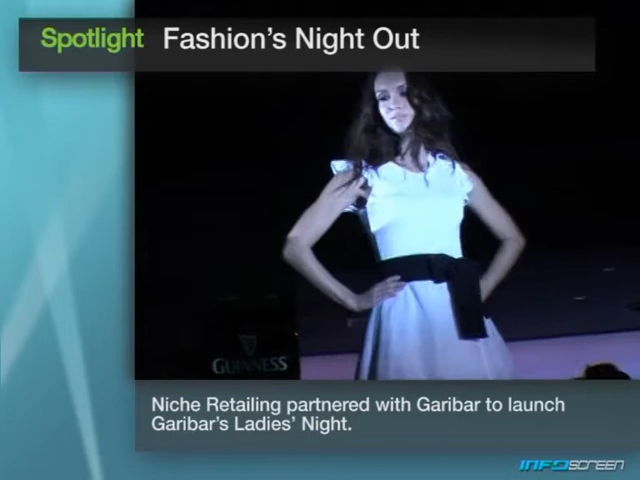 Spotlight Fashion's Night Out
GUINNESS
Niche Retailing partnered with Garibar to launch
Garibar's Ladies' Night.
INFOSCREEN